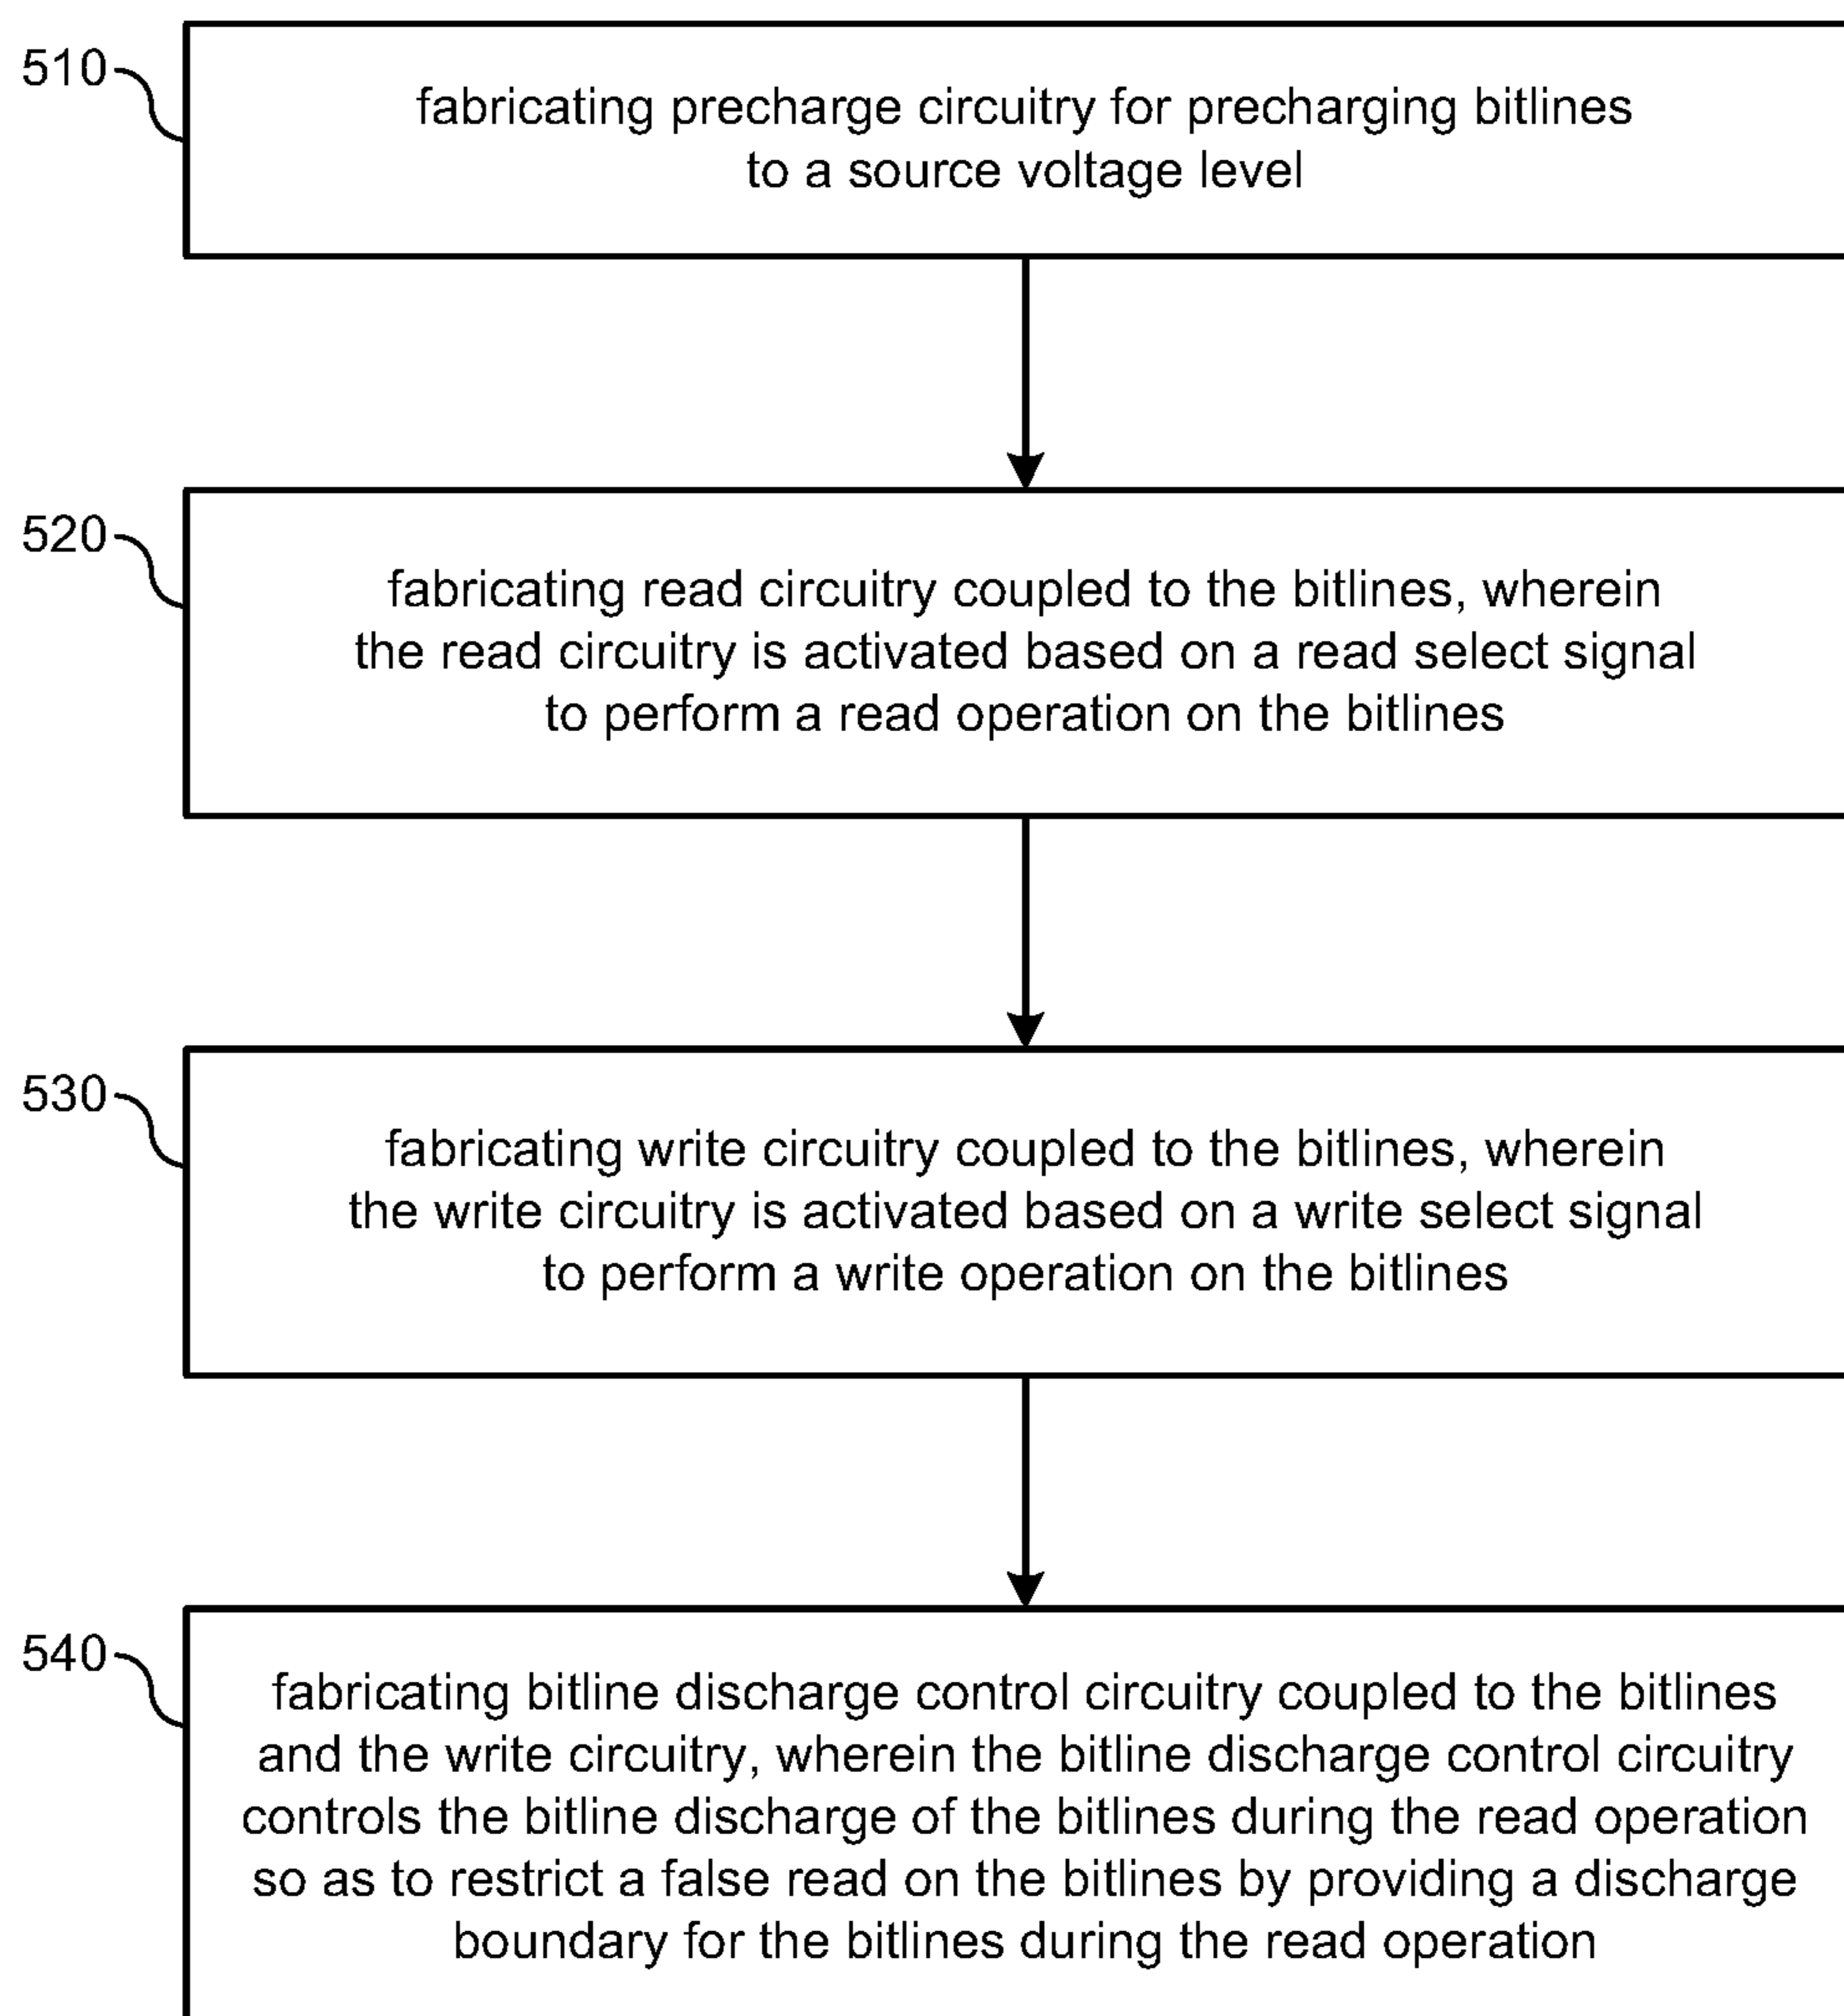 510
fabricating precharge circuitry for precharging bitlines
to a source voltage level
520
fabricating read circuitry coupled to the bitlines, wherein
the read circuitry is activated based on a read select signal
to perform a read operation on the bitlines
530
fabricating write circuitry coupled to the bitlines, wherein
the write circuitry is activated based on a write select signal
to perform a write operation on the bitlines
540
fabricating bitline discharge control circuitry coupled to the bitlines
and the write circuitry, wherein the bitline discharge control circuitry
controls the bitline discharge of the bitlines during the read operation
so as to restrict a false read on the bitlines by providing a discharge
boundary for the bitlines during the read operation